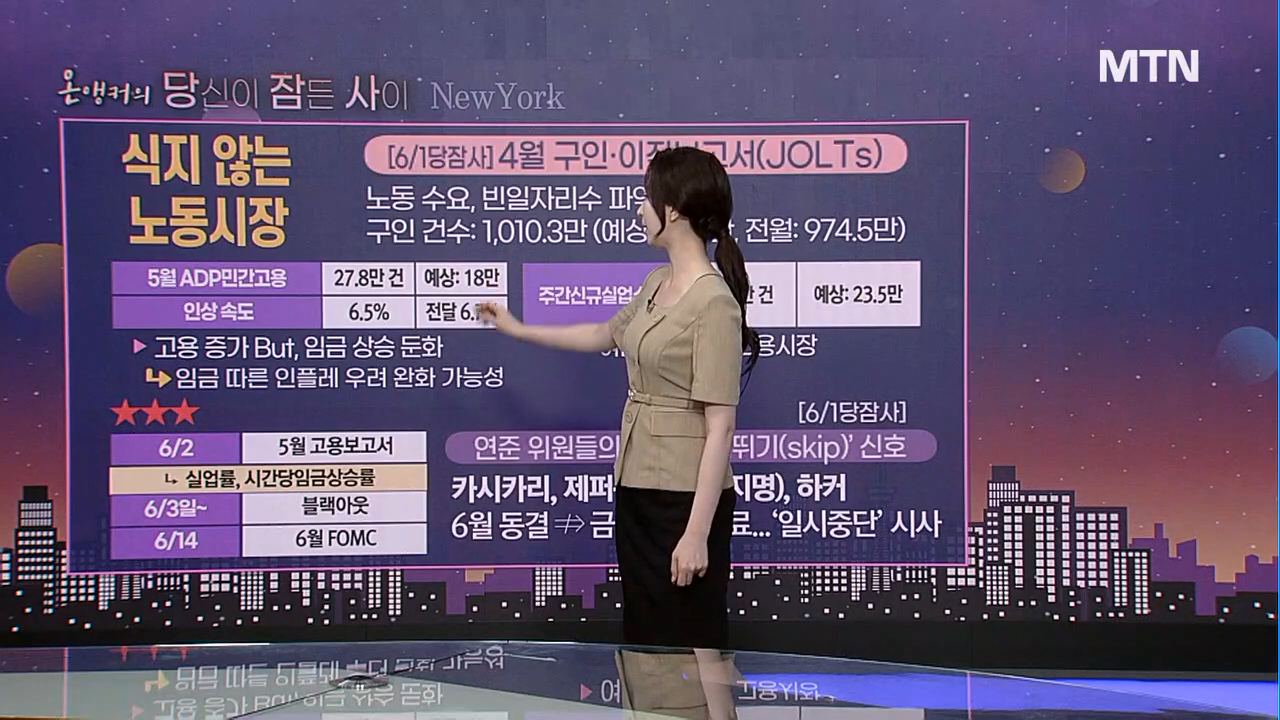 온앵커의 당신이 잠든 사이 NewYork
MTN
식지 않는
노동시장
[6/1당잠사] 4월 구인·이직보고서(JOLTs)
노동 수요, 빈일자리수
구인 건수: 1,010.3만 (예상 전월: 974.5만)
5월 ADP민간고용 27.8만 건 예상: 18만
인상 속도 6.5% 전달
주간신규실업 건 예상: 23.5만
▶ 고용 증가 But, 임금 상승 둔화
고용시장
↳ 임금 따른 인플레 우려 완화 가능성
★★★
[6/1당잠사]
6/2 5월 고용보고서
↳ 실업률, 시간당임금상승률
6/3일~ 블랙아웃
6/14 6월 FOMC
연준 위원들의 뛰기(skip)’ 신호
카시카리, 지명), 하커
6월 동결 ⇏ 금 료... ‘일시중단’ 시사